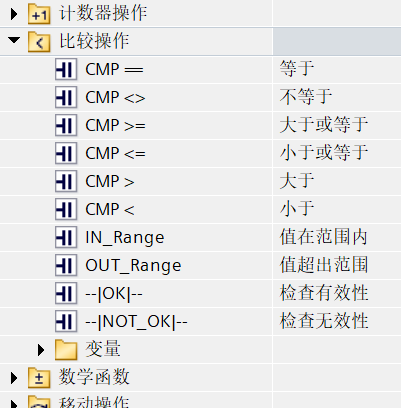 +1 计数器操作
< 比较操作
CMP == 等于
CMP <> 不等于
CMP >= 大于或等于
CMP <= 小于或等于
CMP > 大于
CMP < 小于
IN_Range 值在范围内
OUT_Range 值超出范围
--|OK|-- 检查有效性
--|NOT_OK|-- 检查无效性
变量
± 数学函数
移动操作